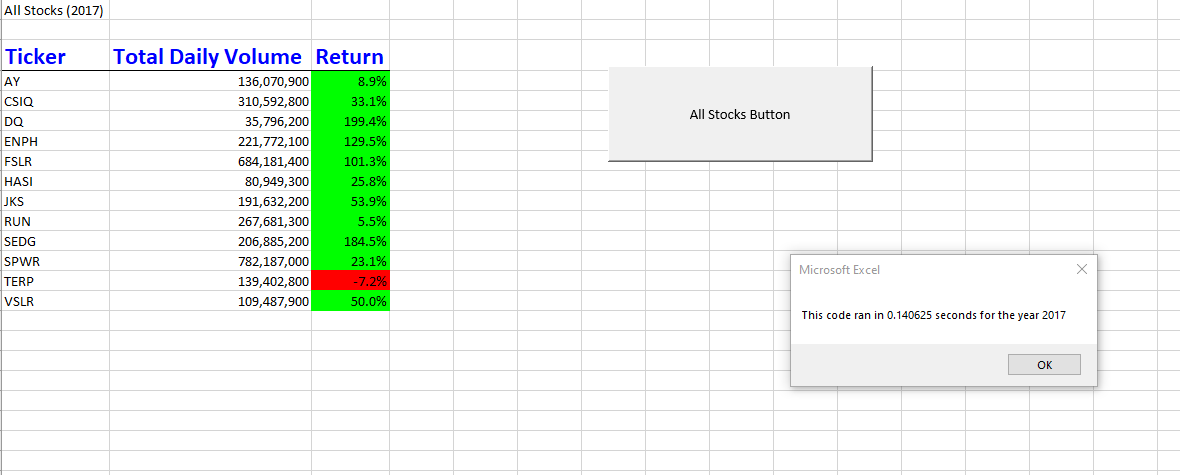 All Stocks (2017)
Ticker Total Daily Volume Return
AY 136,070,900 8.9%
CSIQ 310,592,800 33.1%
DQ 35,796,200 199.4%
ENPH 221,772,100 129.5%
FSLR 684,181,400 101.3%
HASI 80,949,300 25.8%
JKS 191,632,200 53.9%
RUN 267,681,300 5.5%
SEDG 206,885,200 184.5%
SPWR 782,187,000 23.1%
TERP 139,402,800 -7.2%
VSLR 109,487,900 50.0%
All Stocks Button
Microsoft Excel
This code ran in 0.140625 seconds for the year 2017
OK